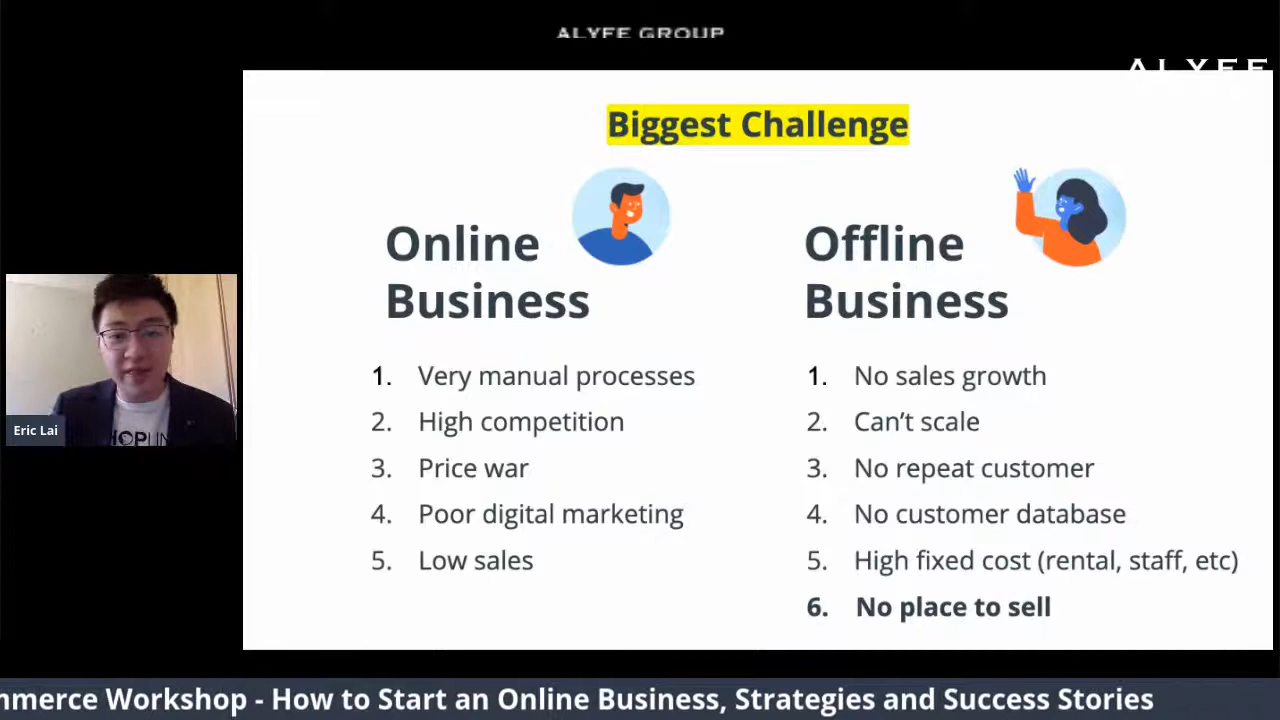 ALYFE GROUP
ALYFE
Biggest Challenge
Online
Business
1. Very manual processes
2. High competition
3. Price war
4. Poor digital marketing
5. Low sales
Offline
Business
1. No sales growth
2. Can’t scale
3. No repeat customer
4. No customer database
5. High fixed cost (rental, staff, etc)
6. No place to sell
Eric Lai
HOPLIN
mmerce Workshop - How to Start an Online Business, Strategies and Success Stories